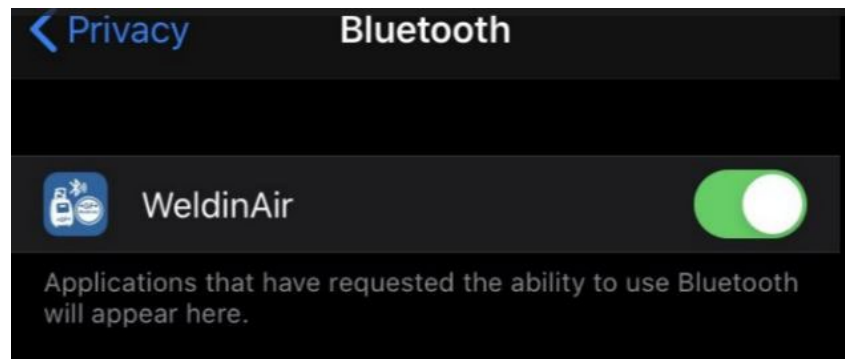 Privacy
Bluetooth
WeldinAir
Applications that have requested the ability to use Bluetooth
will appear here.